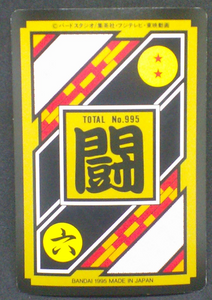 ©バードスタジオ/集英社・フジテレビ・東映動画
TOTAL No.995
闘
六
BANDAI 1995 MADE IN JAPAN